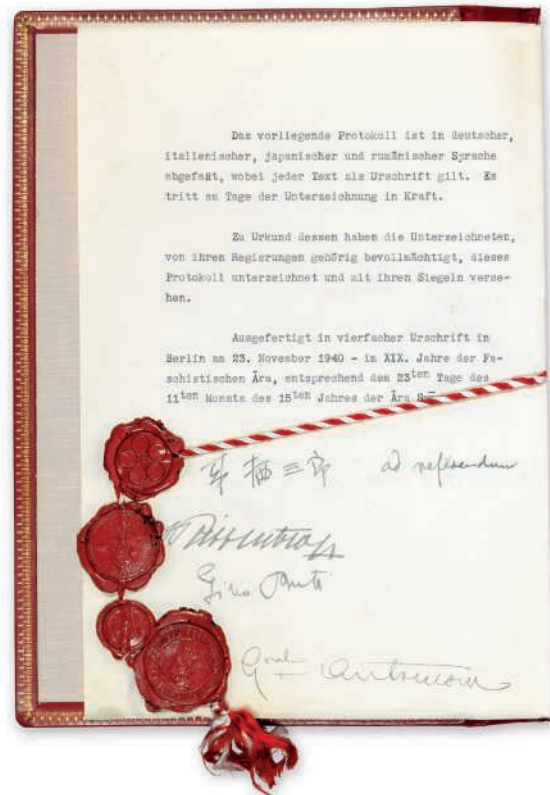 Das vorliegende Protokoll ist in deutscher,
italienischer, japanischer und rumänischer Sprache
abgefaßt, wobei jeder Text als Urschrift gilt. Es
tritt am Tage der Unterzeichnung in Kraft.
Zu Urkund dessen haben die Unterzeichneten,
von ihren Regierungen gehörig bevollmächtigt, dieses
Protokoll unterzeichnet und mit ihren Siegeln verse-
hen.
Ausgefertigt in vierfacher Urschrift in
Berlin am 23. November 1940 - im XIX. Jahre der Fa-
schistischen Ära, entsprechend dem 23ten Tage des
11ten Monats des 15ten Jahres der Ära
三郎 ad referendum
Ribbentrop
Gral Antonescu